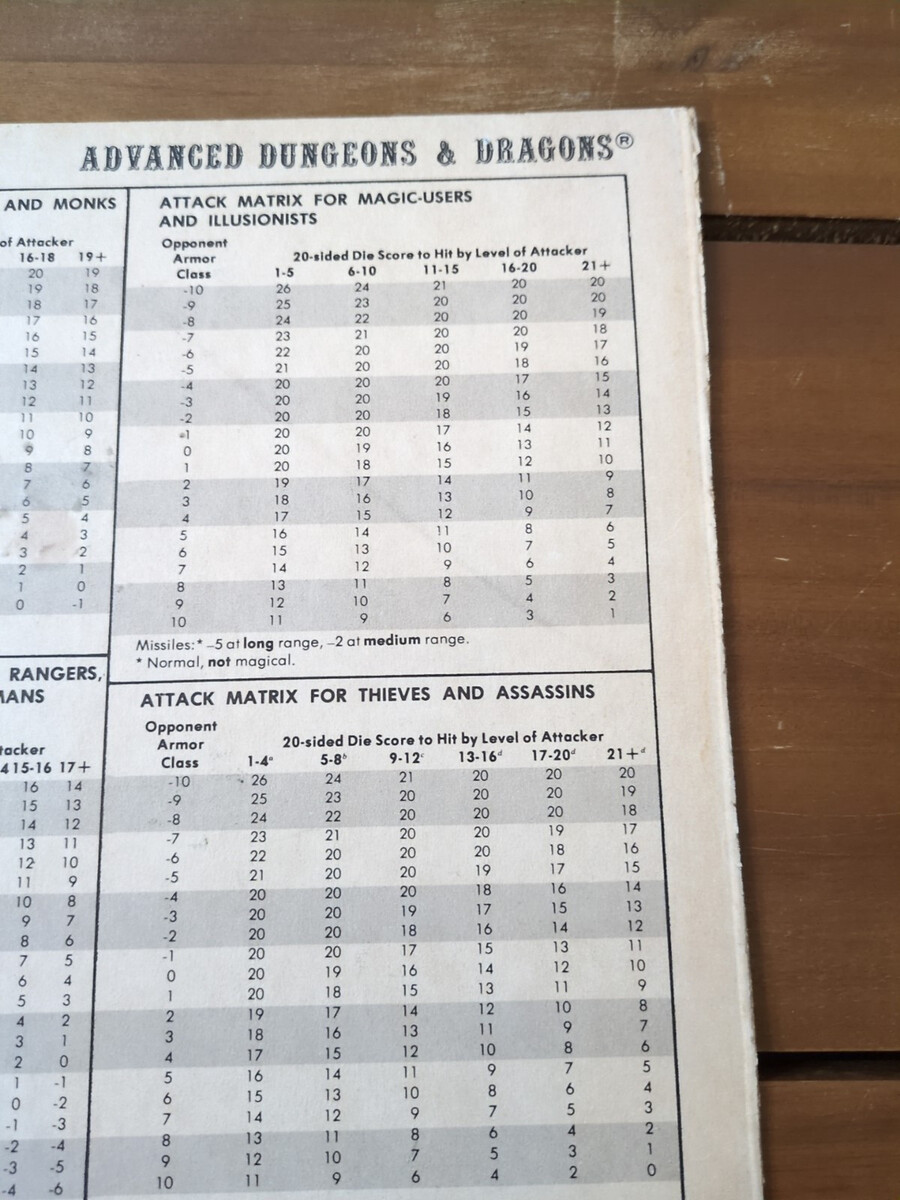 ADVANCED DUNGEONS & DRAGONS®
AND MONKS
of Attacker
16-18 19+
20 19
19 18
18 17
17 16
16 15
15 14
14 13
13 12
12 11
11 10
10 9
9 8
8 7
7 6
6 5
5 4
4 3
3 2
2 1
1 0
0 -1
ATTACK MATRIX FOR MAGIC-USERS
AND ILLUSIONISTS
Opponent
Armor 20-sided Die Score to Hit by Level of Attacker
Class 1-5 6-10 11-15 16-20 21+
-10 26 24 21 20 20
-9 25 23 20 20 20
-8 24 22 20 20 19
-7 23 21 20 20 18
-6 22 20 20 19 17
-5 21 20 20 18 16
-4 20 20 20 17 15
-3 20 20 19 16 14
-2 20 20 18 15 13
-1 20 20 17 14 12
0 20 19 16 13 11
1 20 18 15 12 10
2 19 17 14 11 9
3 18 16 13 10 8
4 17 15 12 9 7
5 16 14 11 8 6
6 15 13 10 7 5
7 14 12 9 6 4
8 13 11 8 5 3
9 12 10 7 4 2
10 11 9 6 3 1
Missiles:* –5 at long range, –2 at medium range.
* Normal, not magical.
RANGERS,
MANS
tacker
4 15-16 17+
16 14
15 13
14 12
13 11
12 10
11 9
10 8
9 7
8 6
7 5
6 4
5 3
4 2
3 1
2 0
1 -1
0 -2
-1 -3
-2 -4
-3 -5
-4 -6
ATTACK MATRIX FOR THIEVES AND ASSASSINS
Opponent
Armor 20-sided Die Score to Hit by Level of Attacker
Class 1-4ᵃ 5-8ᵇ 9-12ᶜ 13-16ᵈ 17-20ᵈ 21+ᵈ
-10 26 24 21 20 20 20
-9 25 23 20 20 20 19
-8 24 22 20 20 20 18
-7 23 21 20 20 19 17
-6 22 20 20 20 18 16
-5 21 20 20 19 17 15
-4 20 20 20 18 16 14
-3 20 20 19 17 15 13
-2 20 20 18 16 14 12
-1 20 20 17 15 13 11
0 20 19 16 14 12 10
1 20 18 15 13 11 9
2 19 17 14 12 10 8
3 18 16 13 11 9 7
4 17 15 12 10 8 6
5 16 14 11 9 7 5
6 15 13 10 8 6 4
7 14 12 9 7 5 3
8 13 11 8 6 4 2
9 12 10 7 5 3 1
10 11 9 6 4 2 0